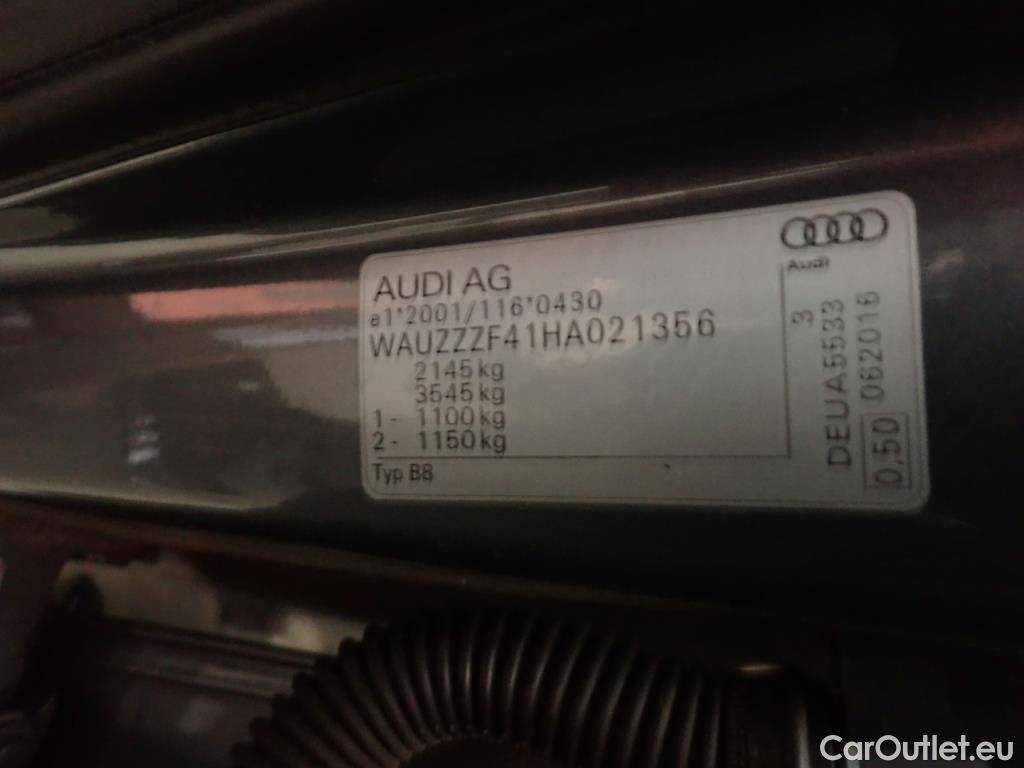 AUDI AG
e1*2001/116*0430
WAUZZZF41HA021356
2145 kg
3545 kg
1- 1100 kg
2- 1150 kg
Typ B8
Audi
3
DEUA5533
0,50 062016
CarOutlet.eu